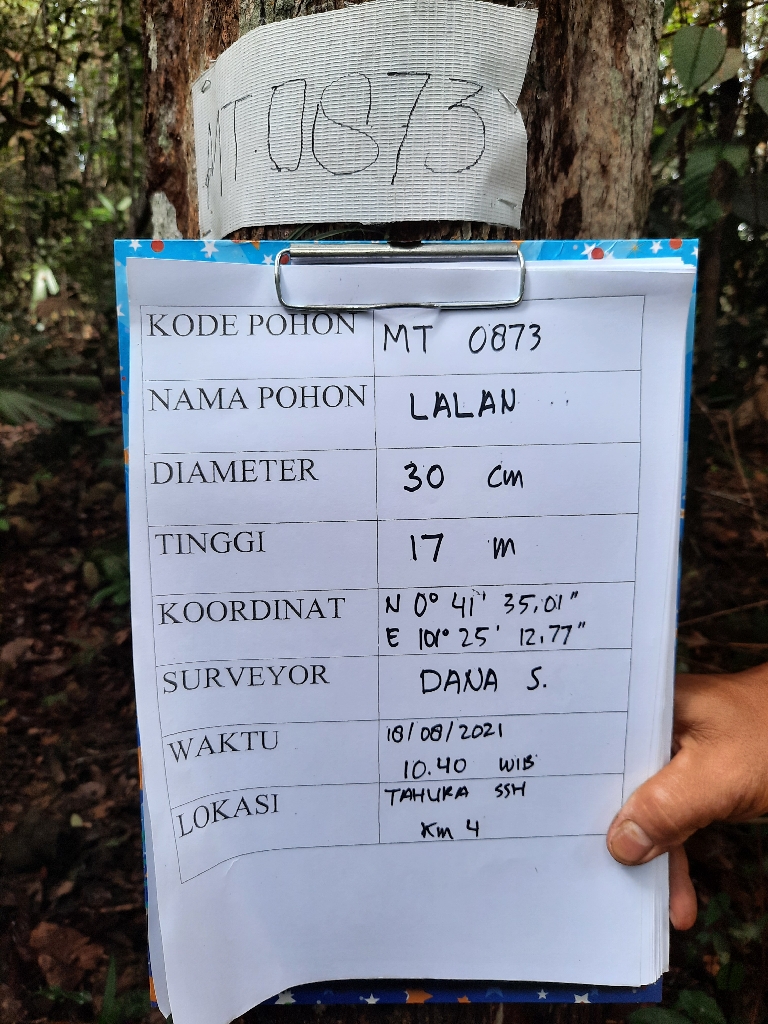 MT.0873
KODE POHON MT 0873
NAMA POHON LALAN
DIAMETER 30 cm
TINGGI 17 m
KOORDINAT N 0° 41' 35,01"
E 101° 25' 12,77"
SURVEYOR DANA S.
WAKTU 18/08/2021
10.40 WIB
LOKASI TAHURA SSH
Km 4